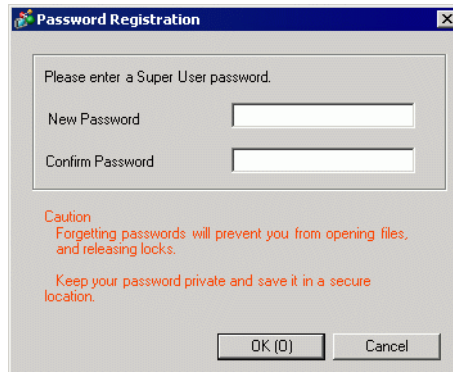 Password Registration
Please enter a Super User password.
New Password
Confirm Password
Caution
Forgetting passwords will prevent you from opening files,
and releasing locks.
Keep your password private and save it in a secure
location.
OK (O)
Cancel